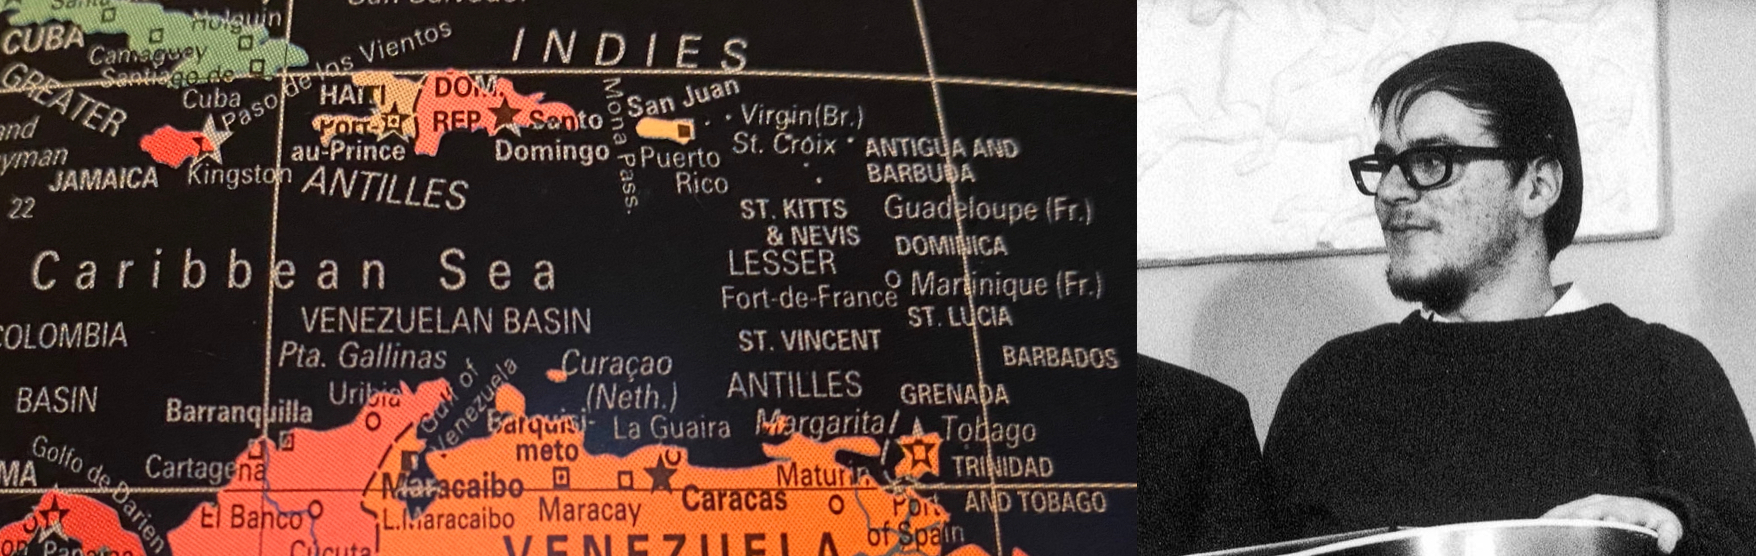 Holguin
CUBA
Camaguey
Santiago de
Cuba
GREATER
Paso de los Vientos
INDIES
HAITI
DOM.
REP
Port-
au-Prince
Santo
Domingo
Mona Pass.
San Juan
Puerto
Rico
Virgin(Br.)
St. Croix
ANTIGUA AND
BARBUDA
JAMAICA
Kingston
ANTILLES
22
ST. KITTS
& NEVIS
Guadeloupe (Fr.)
DOMINICA
LESSER
Caribbean Sea
Fort-de-France
Martinique (Fr.)
ST. LUCIA
VENEZUELAN BASIN
ST. VINCENT
BARBADOS
COLOMBIA
BASIN
Pta. Gallinas
Uribia
Gulf of
Venezuela
Curaçao
(Neth.)
ANTILLES
GRENADA
Barranquilla
Barquisi-
meto
La Guaira
Margarita
Tobago
TRINIDAD
AND TOBAGO
Golfo de Darien
Cartagena
Maracaibo
L.Maracaibo
Maracay
Caracas
Maturin
Port
of Spain
El Banco
Cúcuta
VENEZUELA